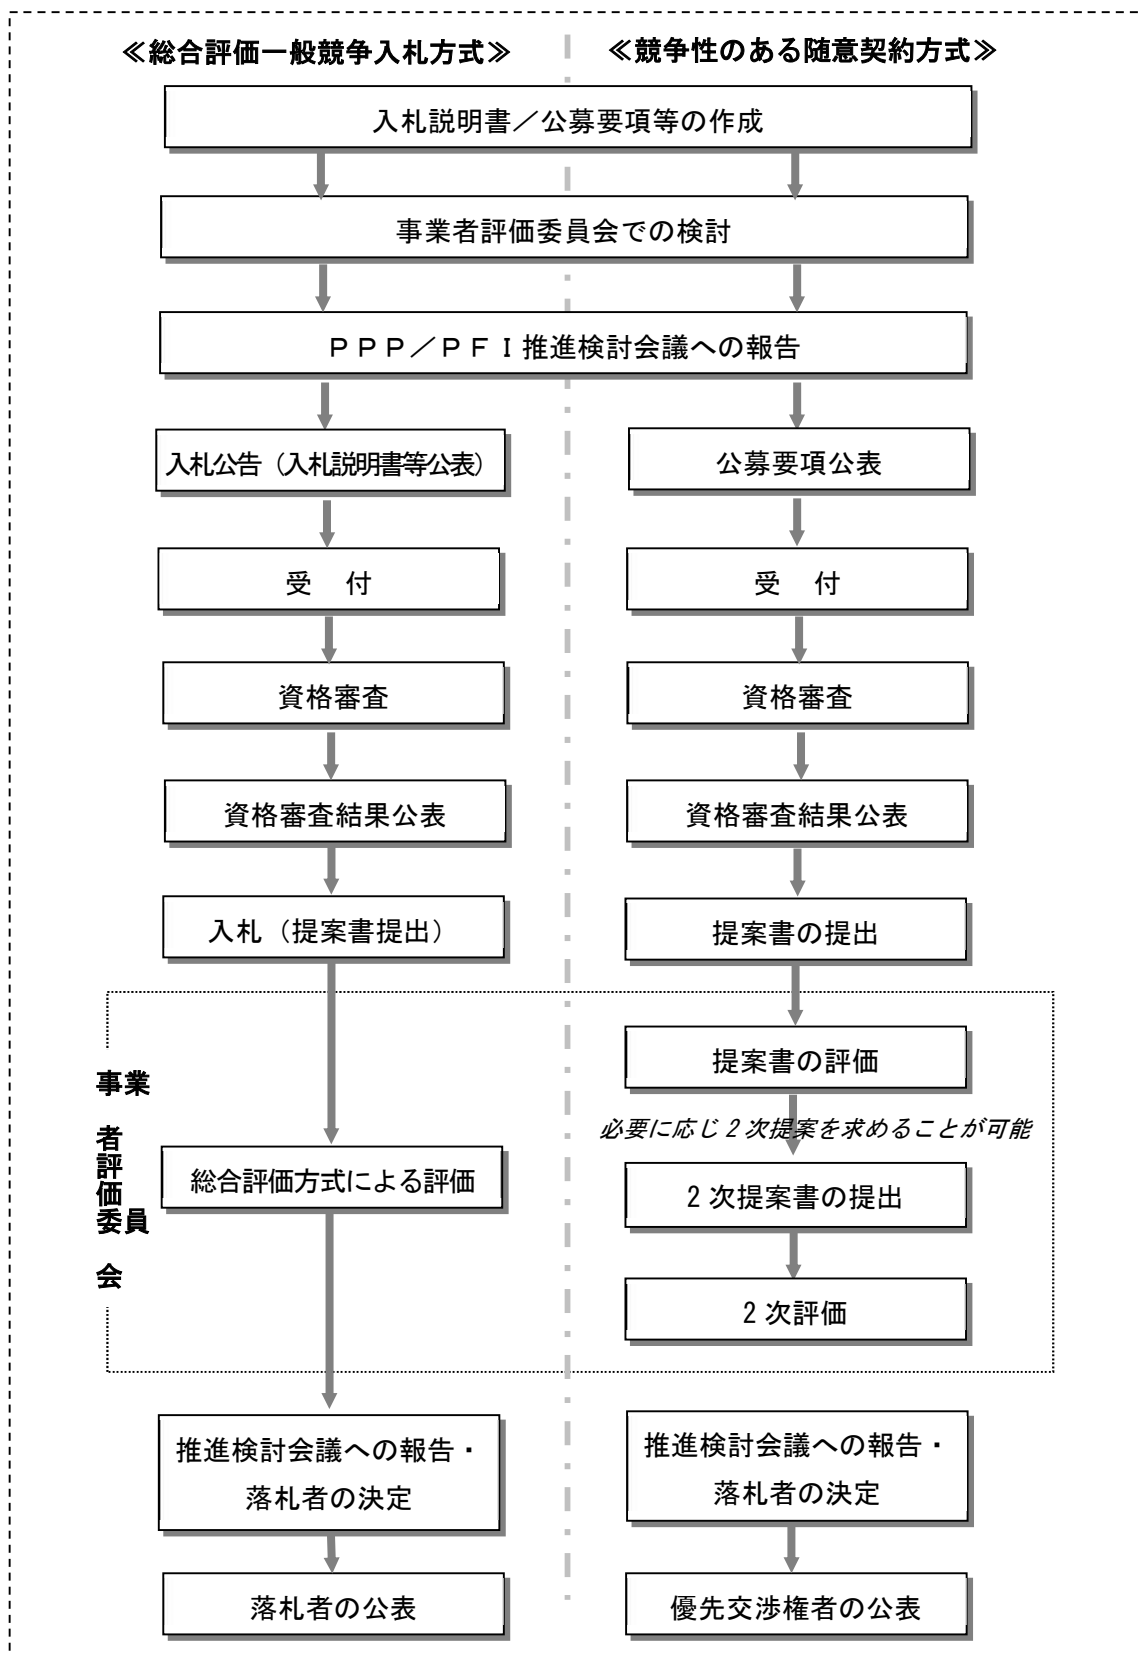 ≪総合評価一般競争入札方式≫
≪競争性のある随意契約方式≫
入札説明書／公募要項等の作成
事業者評価委員会での検討
ＰＰＰ／ＰＦＩ推進検討会議への報告
入札公告（入札説明書等公表）
受　付
資格審査
資格審査結果公表
入札（提案書提出）
公募要項公表
受　付
資格審査
資格審査結果公表
提案書の提出
事業
者
評
価
委員
会
総合評価方式による評価
提案書の評価
必要に応じ２次提案を求めることが可能
２次提案書の提出
２次評価
推進検討会議への報告・
落札者の決定
落札者の公表
推進検討会議への報告・
落札者の決定
優先交渉権者の公表